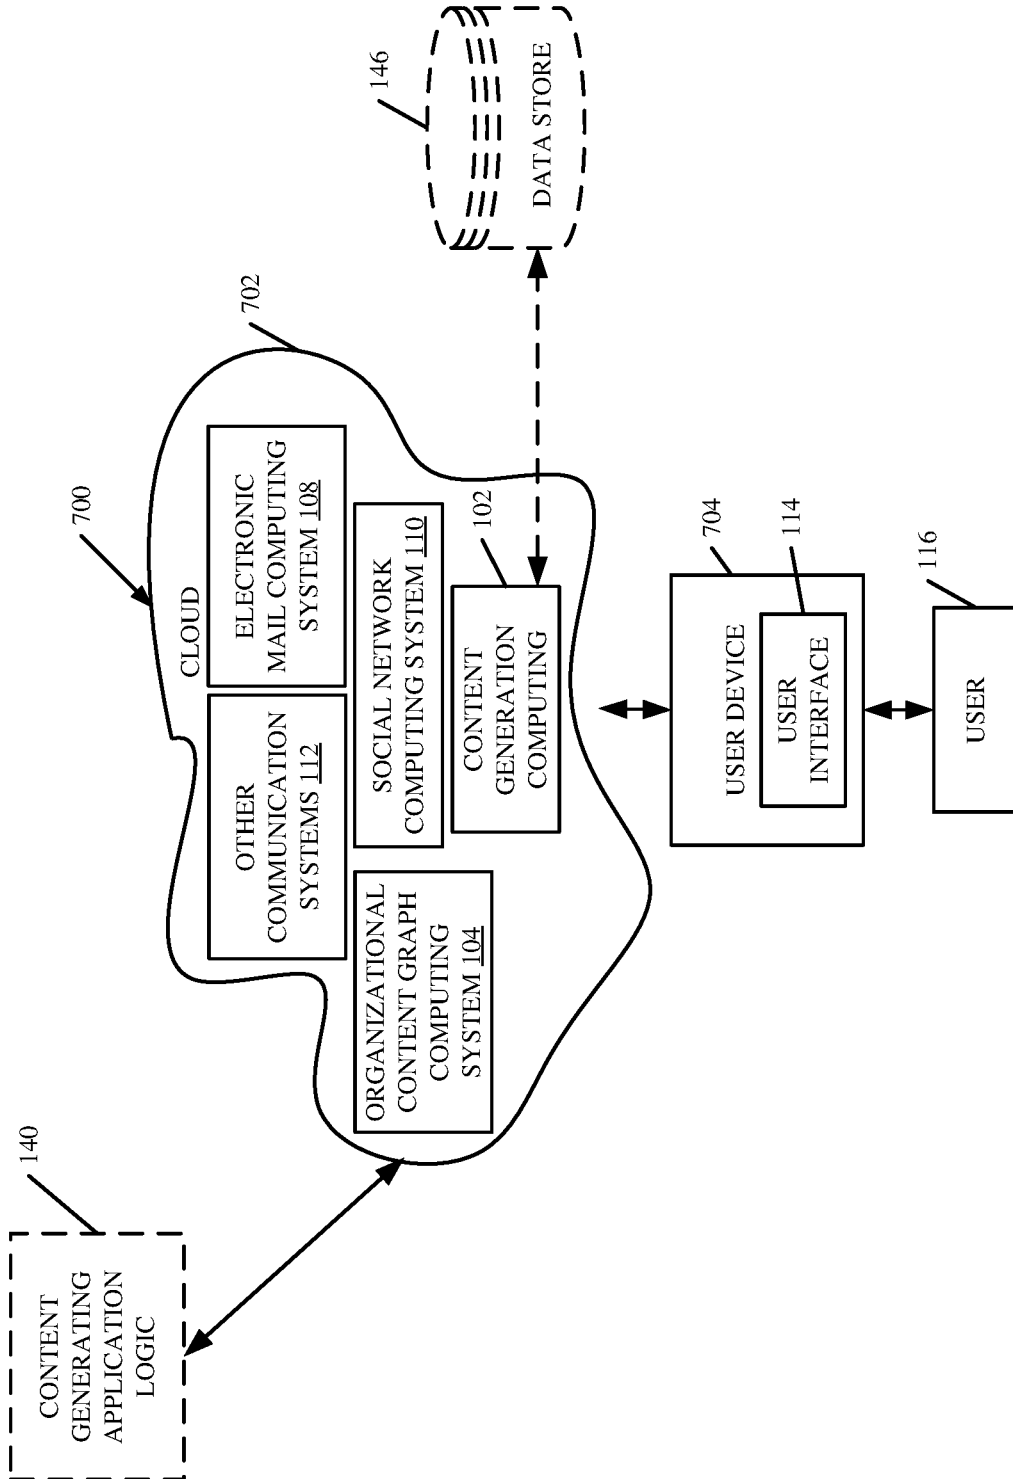 700
CLOUD
702
OTHER
COMMUNICATION
SYSTEMS 112
ELECTRONIC
MAIL COMPUTING
SYSTEM 108
ORGANIZATIONAL
CONTENT GRAPH
COMPUTING
SYSTEM 104
SOCIAL NETWORK
COMPUTING SYSTEM 110
CONTENT
GENERATION
COMPUTING
102
140
CONTENT
GENERATING
APPLICATION
LOGIC
146
DATA STORE
704
USER DEVICE
114
USER
INTERFACE
116
USER